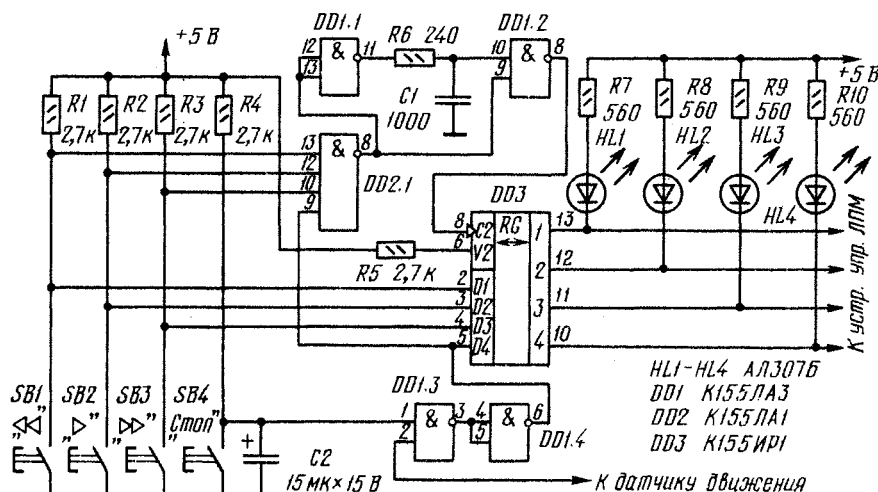 DD1.1
DD1.2
+5 В
12
13
&
11
R6 240
10
9
&
8
C1
1000
+5 В
R1
2,7к
R2
2,7к
R3
2,7к
R4
2,7к
R7
560
R8
560
R9
560
R10
560
HL1
HL2
HL3
HL4
13
12
10
9
&
8
DD2.1
DD3
8
C2
6
V2
RG
R5 2,7к
2
D1
3
D2
4
D3
5
D4
1
13
2
12
3
11
4
10
К устр. упр. ЛПМ
HL1-HL4 АЛ307Б
DD1 К155ЛА3
DD2 К155ЛА1
DD3 К155ИР1
SB1
„◁◁”
SB2
„▷”
SB3
„▷▷”
SB4
„Стоп”
+
C2
15 мк×15 В
DD1.3
1
2
&
3
4
5
&
6
DD1.4
К датчику движения